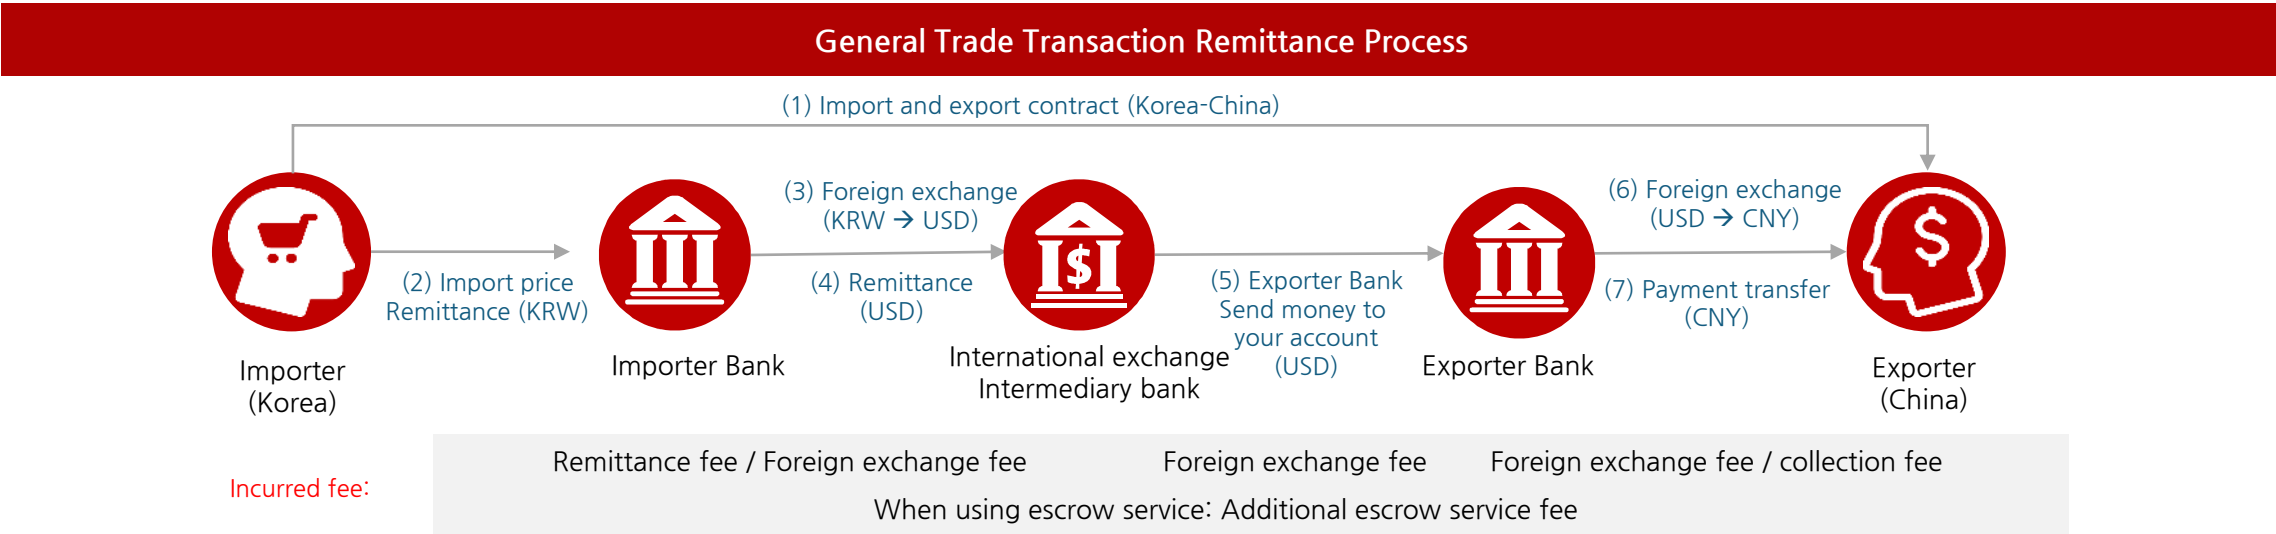 General Trade Transaction Remittance Process
(1) Import and export contract (Korea-China)
(2) Import price
Remittance (KRW)
(3) Foreign exchange
(KRW → USD)
(4) Remittance
(USD)
(5) Exporter Bank
Send money to
your account
(USD)
(6) Foreign exchange
(USD → CNY)
(7) Payment transfer
(CNY)
$
$
Importer
(Korea)
Importer Bank
International exchange
Intermediary bank
Exporter Bank
Exporter
(China)
Incurred fee:
Remittance fee / Foreign exchange fee
Foreign exchange fee
Foreign exchange fee / collection fee
When using escrow service: Additional escrow service fee